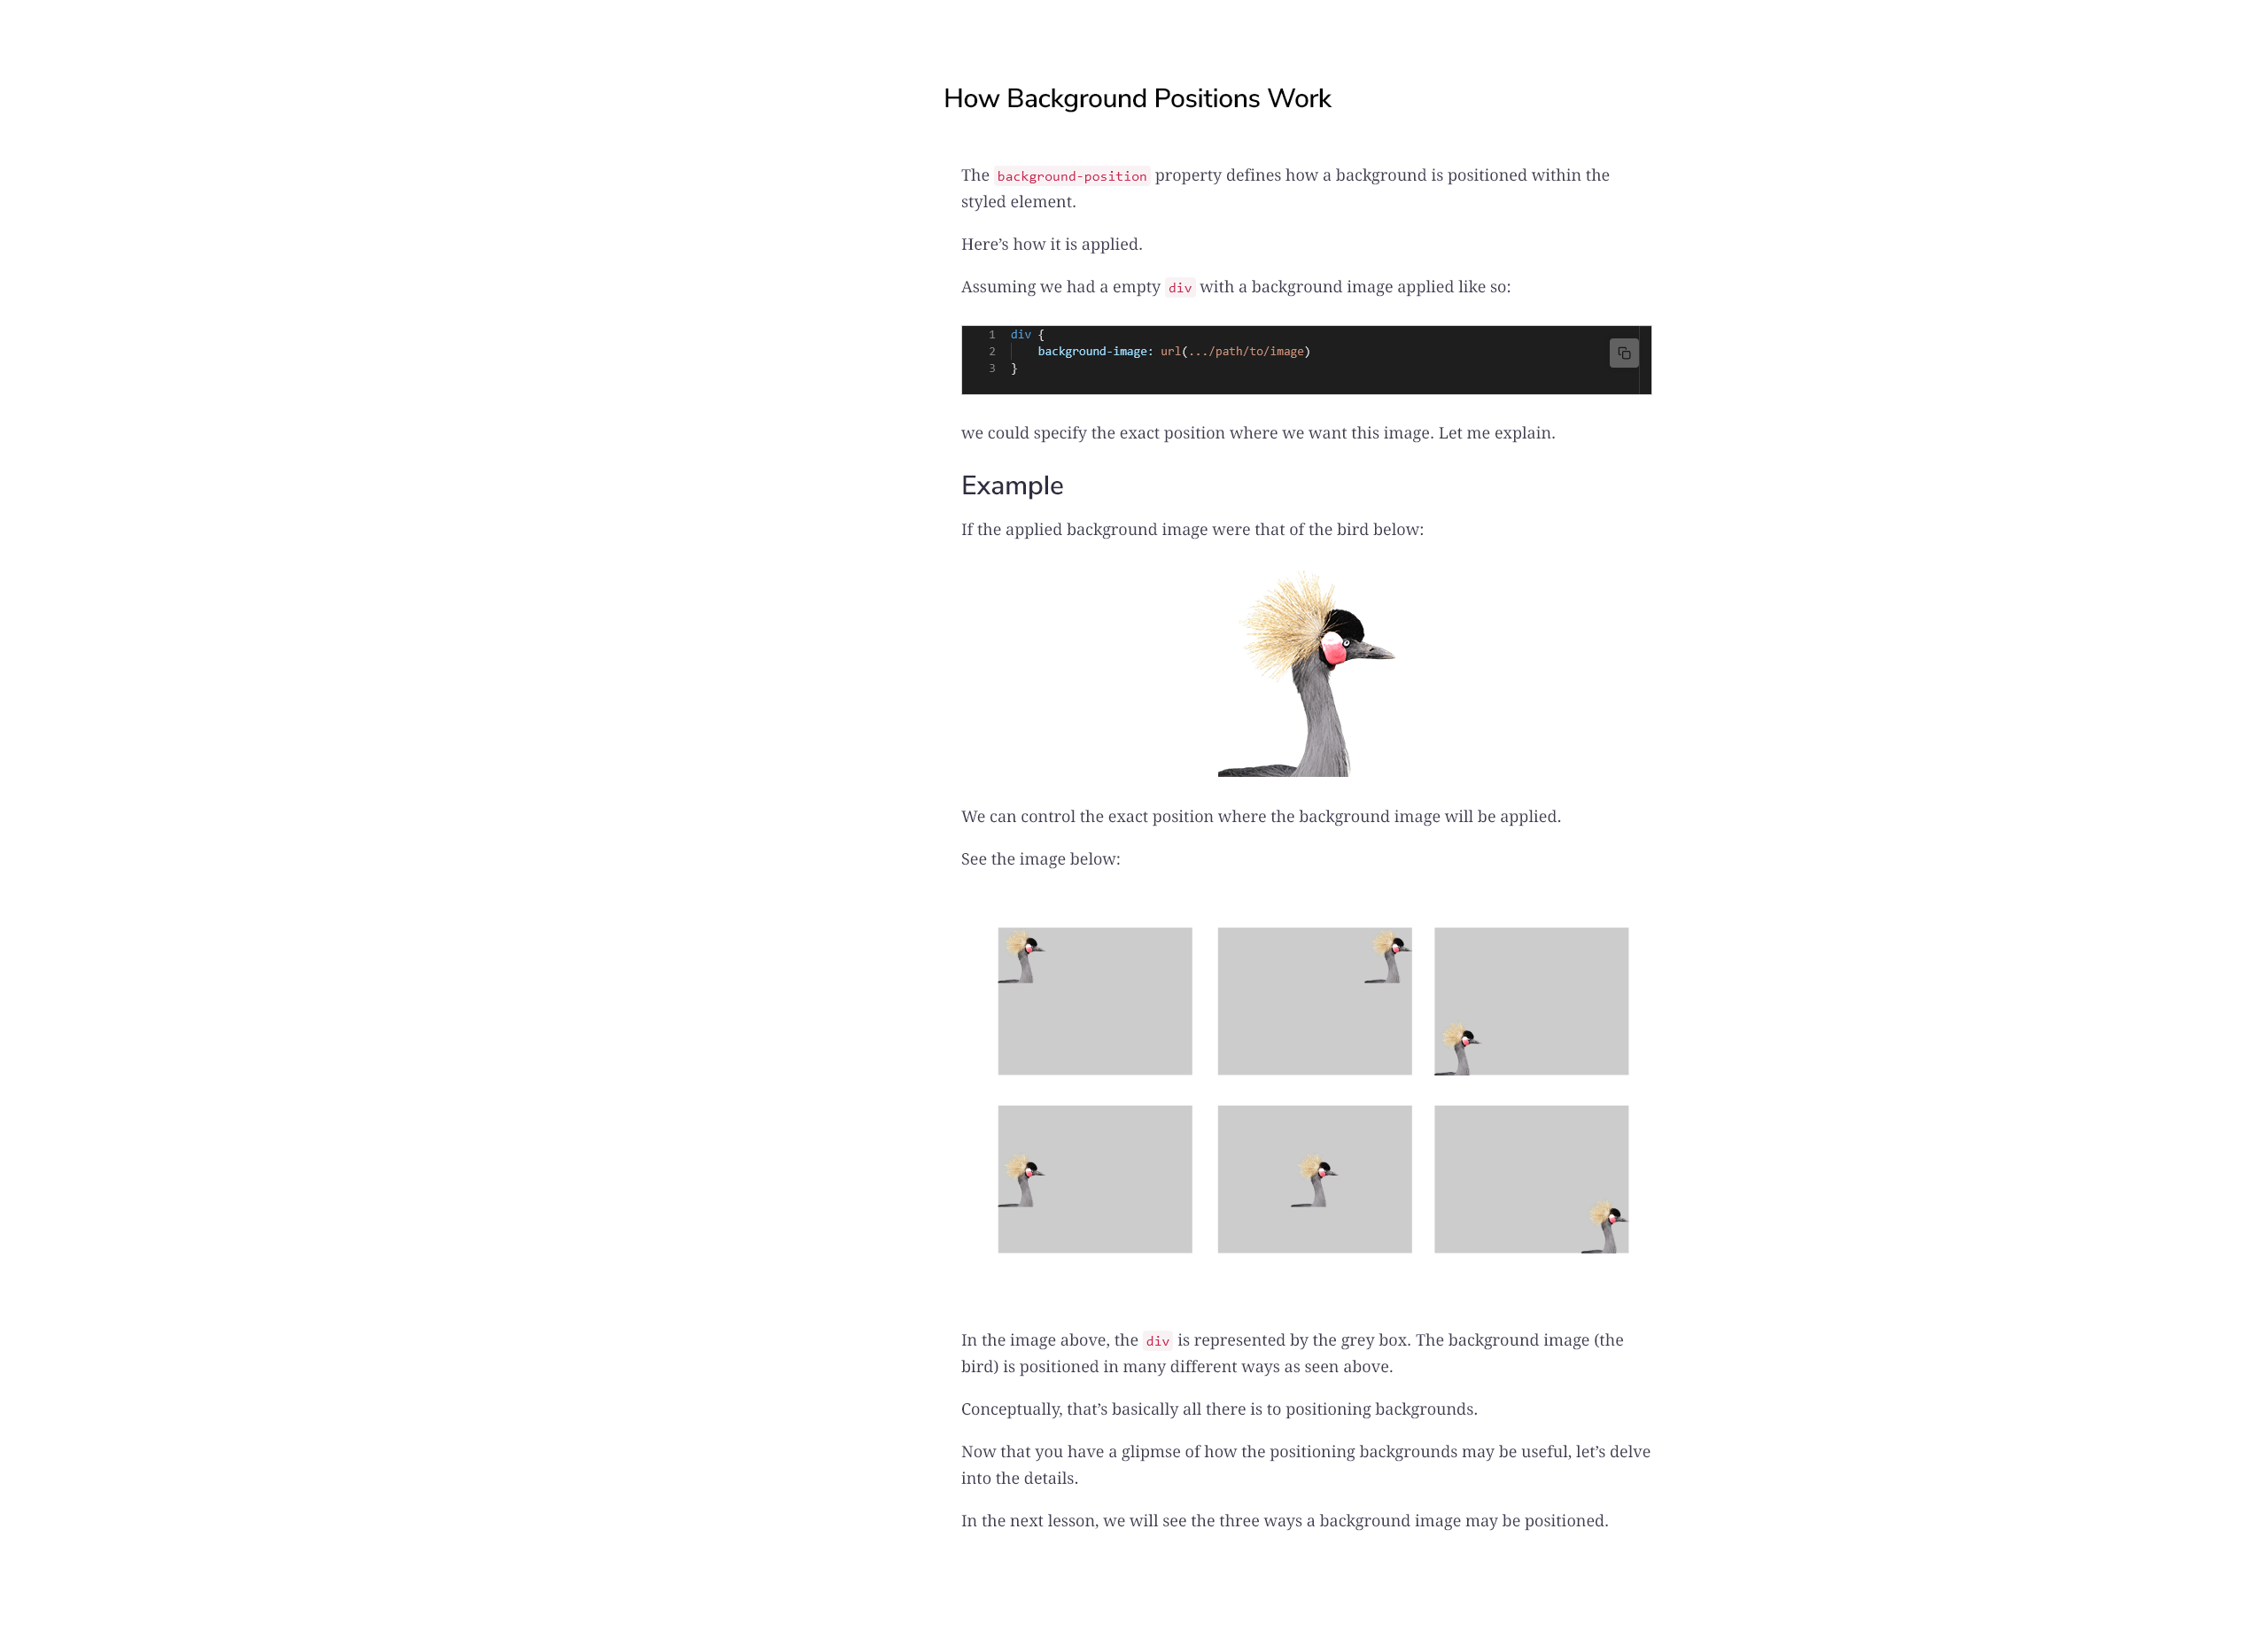 How Background Positions Work
The background-position property defines how a background is positioned within the
styled element.
Here’s how it is applied.
Assuming we had a empty div with a background image applied like so:
1 div {
2 background-image: url(.../path/to/image)
3 }
we could specify the exact position where we want this image. Let me explain.
Example
If the applied background image were that of the bird below:
We can control the exact position where the background image will be applied.
See the image below:
In the image above, the div is represented by the grey box. The background image (the
bird) is positioned in many different ways as seen above.
Conceptually, that’s basically all there is to positioning backgrounds.
Now that you have a glipmse of how the positioning backgrounds may be useful, let’s delve
into the details.
In the next lesson, we will see the three ways a background image may be positioned.